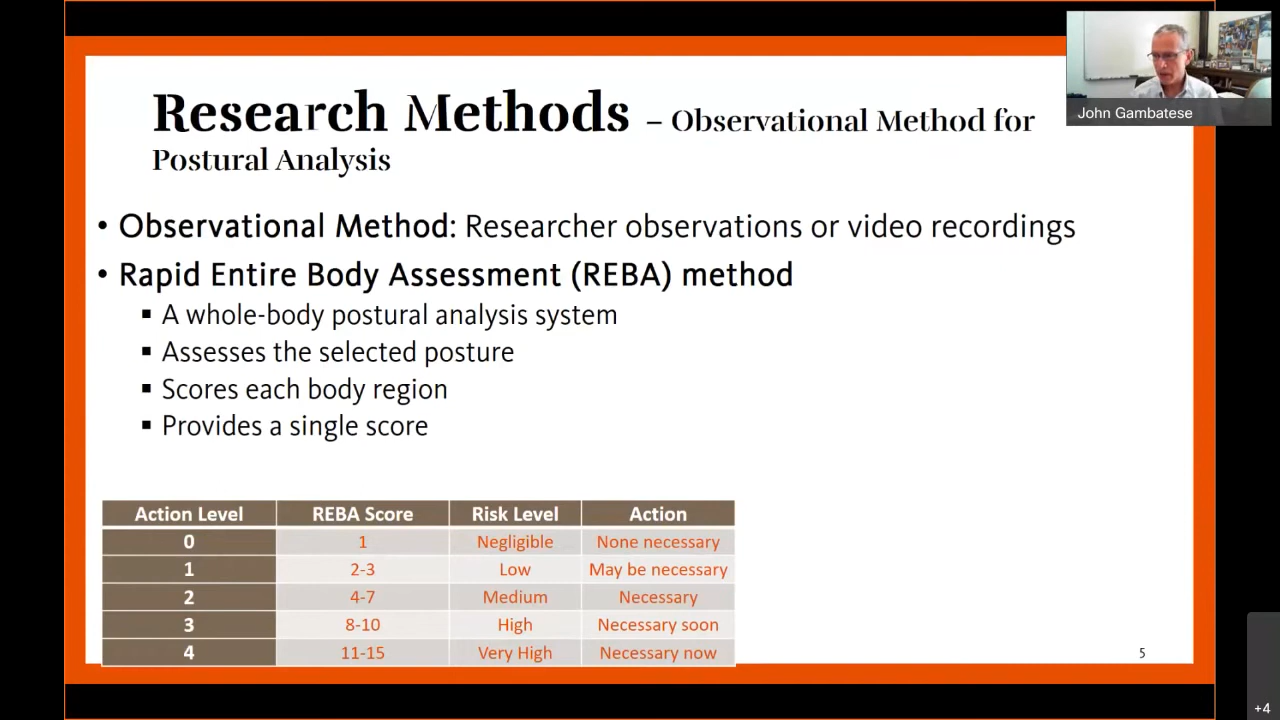 Research Methods – Observational Method for
Postural Analysis
John Gambatese
• Observational Method: Researcher observations or video recordings
• Rapid Entire Body Assessment (REBA) method
▪ A whole-body postural analysis system
▪ Assesses the selected posture
▪ Scores each body region
▪ Provides a single score
Action Level REBA Score Risk Level Action
0 1 Negligible None necessary
1 2-3 Low May be necessary
2 4-7 Medium Necessary
3 8-10 High Necessary soon
4 11-15 Very High Necessary now
5
+4